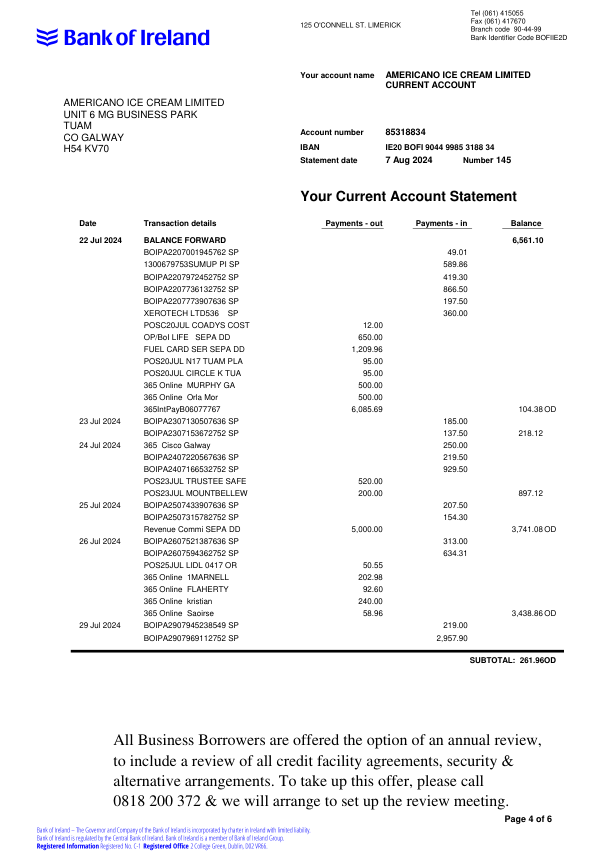 Bank of Ireland
125 O'CONNELL ST. LIMERICK
Tel (061) 415055
Fax (061) 417670
Branch code 90-44-99
Bank Identifier Code BOFIIE2D
Your account name AMERICANO ICE CREAM LIMITED
CURRENT ACCOUNT
AMERICANO ICE CREAM LIMITED
UNIT 6 MG BUSINESS PARK
TUAM
CO GALWAY
H54 KV70
Account number 85318834
IBAN IE20 BOFI 9044 9985 3188 34
Statement date 7 Aug 2024 Number 145
Your Current Account Statement
Date Transaction details Payments - out Payments - in Balance
22 Jul 2024 BALANCE FORWARD 6,561.10
BOIPA2207001945762 SP 49.01
1300679753SUMUP PI SP 589.86
BOIPA2207972452752 SP 419.30
BOIPA2207736132752 SP 866.50
BOIPA2207773907636 SP 197.50
XEROTECH LTD536 SP 360.00
POSC20JUL COADYS COST 12.00
OP/BoI LIFE SEPA DD 650.00
FUEL CARD SER SEPA DD 1,209.96
POS20JUL N17 TUAM PLA 95.00
POS20JUL CIRCLE K TUA 95.00
365 Online MURPHY GA 500.00
365 Online Orla Mor 500.00
365IntPayB06077767 6,085.69 104.38 OD
23 Jul 2024 BOIPA2307130507636 SP 185.00
BOIPA2307153672752 SP 137.50 218.12
24 Jul 2024 365 Cisco Galway 250.00
BOIPA2407220567636 SP 219.50
BOIPA2407166532752 SP 929.50
POS23JUL TRUSTEE SAFE 520.00
POS23JUL MOUNTBELLEW 200.00 897.12
25 Jul 2024 BOIPA2507433907636 SP 207.50
BOIPA2507315782752 SP 154.30
Revenue Commi SEPA DD 5,000.00 3,741.08 OD
26 Jul 2024 BOIPA2607521387636 SP 313.00
BOIPA2607594362752 SP 634.31
POS25JUL LIDL 0417 OR 50.55
365 Online 1MARNELL 202.98
365 Online FLAHERTY 92.60
365 Online kristian 240.00
365 Online Saoirse 58.96 3,438.86 OD
29 Jul 2024 BOIPA2907945238549 SP 219.00
BOIPA2907969112752 SP 2,957.90
SUBTOTAL: 261.96OD
All Business Borrowers are offered the option of an annual review,
to include a review of all credit facility agreements, security &
alternative arrangements. To take up this offer, please call
0818 200 372 & we will arrange to set up the review meeting.
Page 4 of 6
Bank of Ireland – The Governor and Company of the Bank of Ireland is incorporated by charter in Ireland with limited liability.
Bank of Ireland is regulated by the Central Bank of Ireland. Bank of Ireland is a member of Bank of Ireland Group.
Registered Information Registered No. C-1 Registered Office 2 College Green, Dublin, D02 VR66.